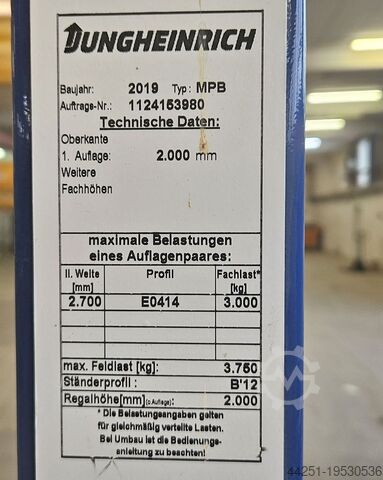 JUNGHEINRICH
Baujahr: 2019 Typ: MPB
Auftrags-Nr.: 1124153980
Technische Daten:
Oberkante
1. Auflage: 2.000 mm
Weitere
Fachhöhen
maximale Belastungen
eines Auflagenpaares:
li. Weite [mm] Profil Fachlast* [kg]
2.700 E0414 3.000
max. Feldlast [kg]: 3.750
Ständerprofil : B'12
Regalhöhe[mm] (o.Auflage): 2.000
* Die Belastungsangaben gelten
für gleichmäßig verteilte Lasten.
Bei Umbau ist die Bedienungs-
anleitung zu beachten!
44251-19530536